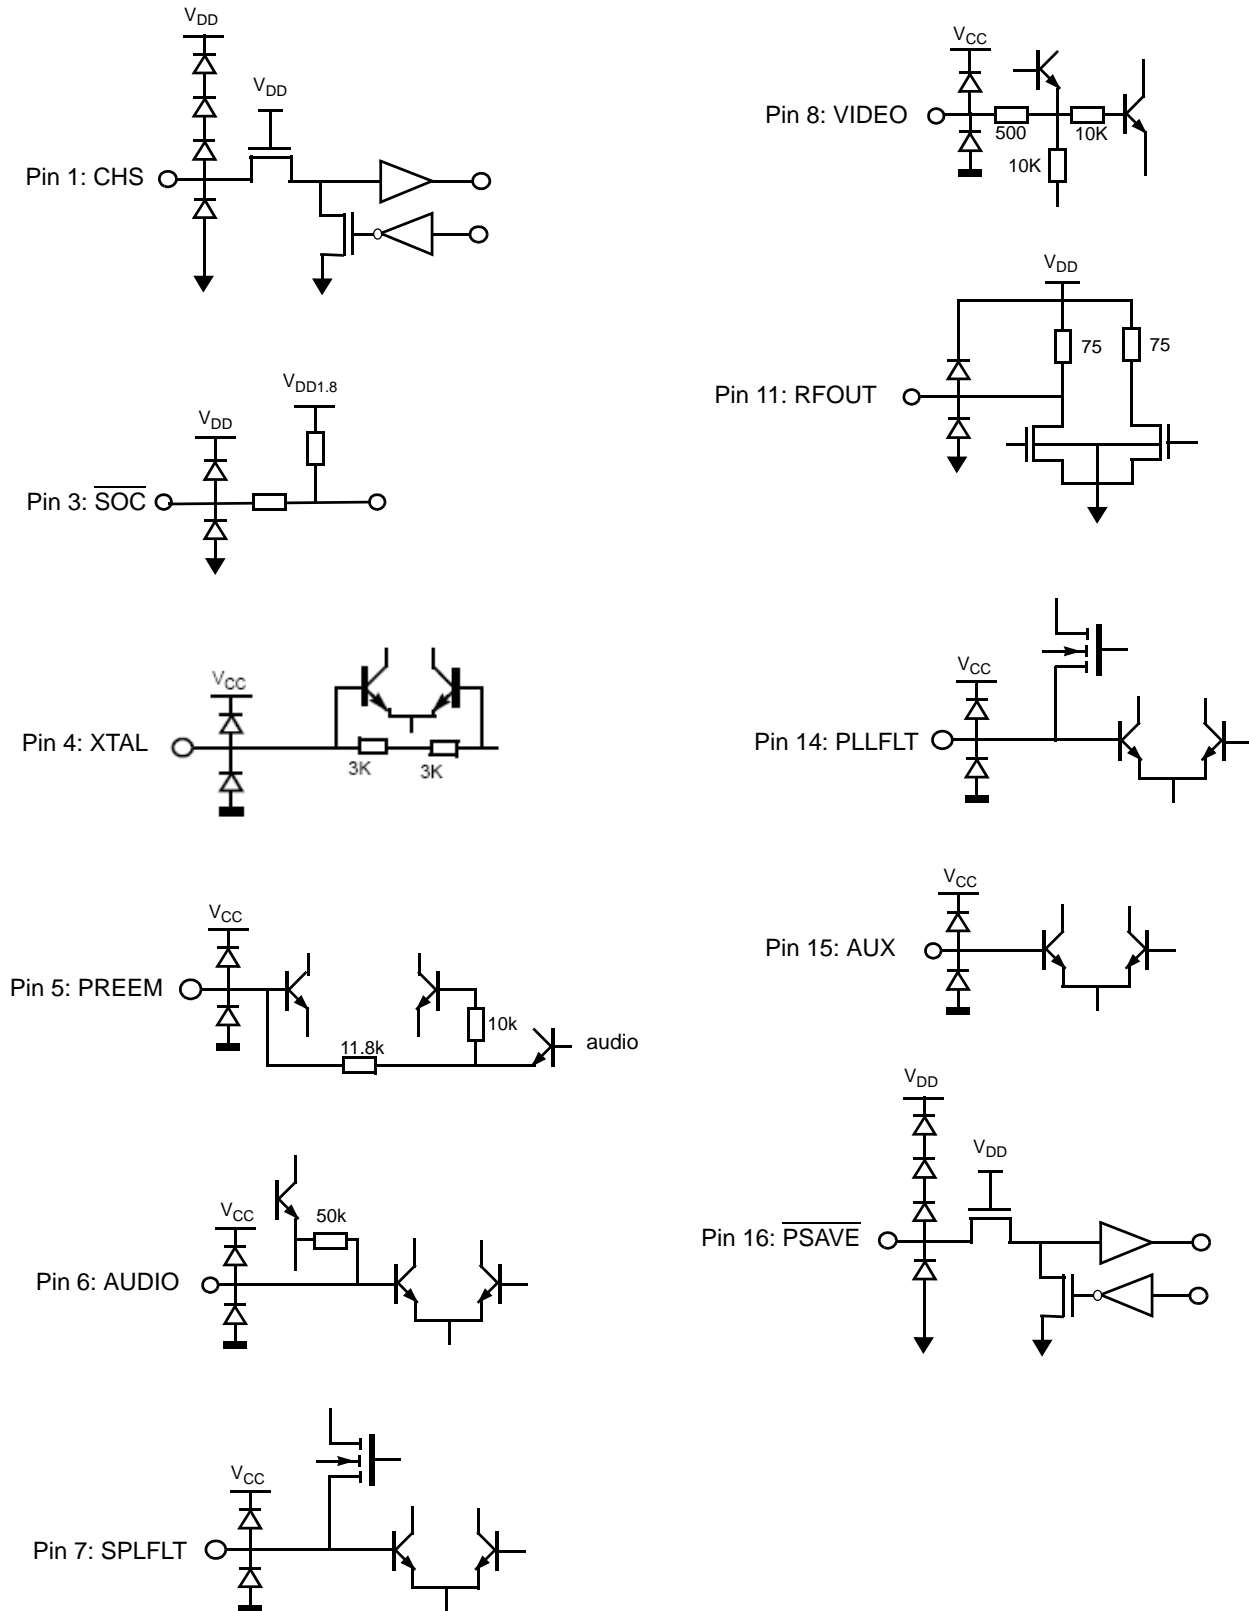 VDD
VDD
Pin 1: CHS
VDD1.8
VDD
Pin 3: SOC
VCC
Pin 4: XTAL
3K
3K
VCC
Pin 5: PREEM
10k
11.8k
audio
50k
VCC
Pin 6: AUDIO
VCC
Pin 7: SPLFLT
VCC
Pin 8: VIDEO
500
10K
10K
VDD
75
75
Pin 11: RFOUT
VCC
Pin 14: PLLFLT
VCC
Pin 15: AUX
VDD
VDD
Pin 16: PSAVE